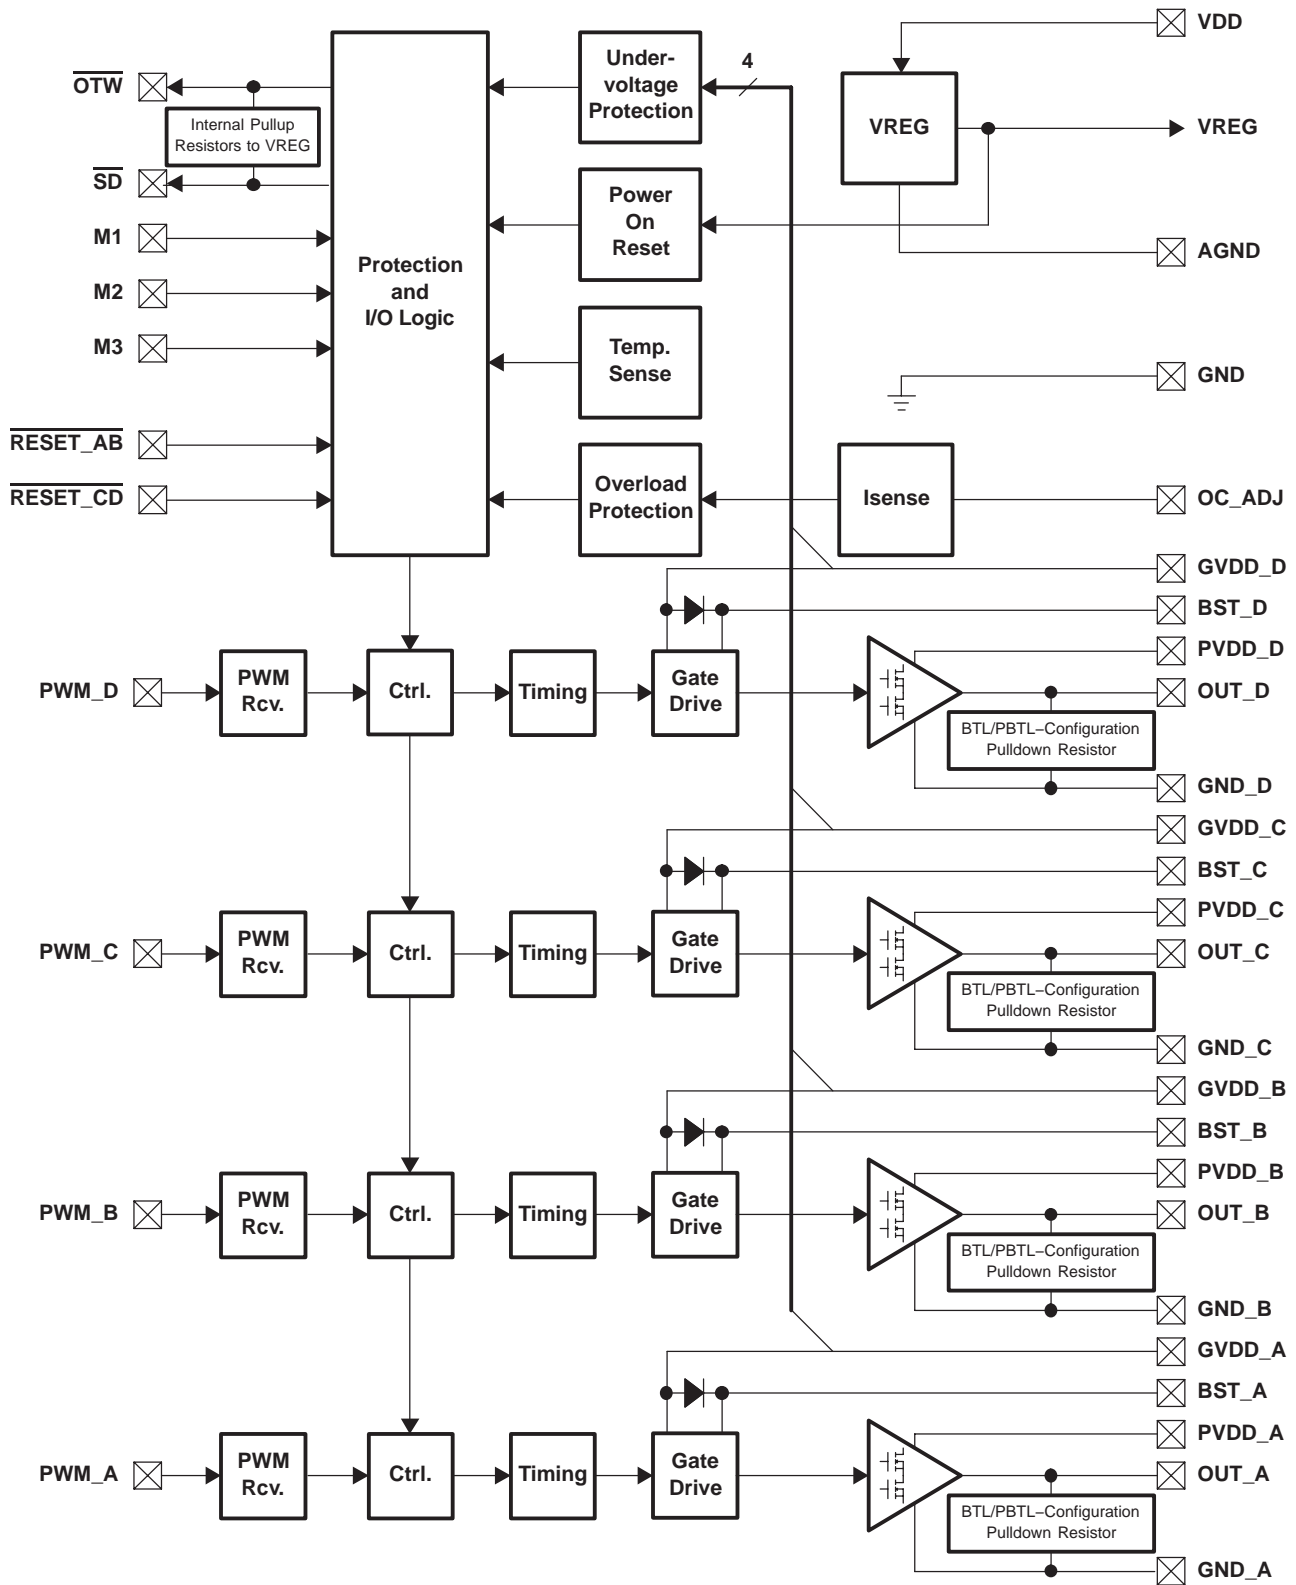 VDD
Under-
voltage
Protection
4
OTW
Internal Pullup
Resistors to VREG
VREG
VREG
SD
Power
On
Reset
M1
AGND
Protection
and
I/O Logic
M2
M3
Temp.
Sense
GND
RESET_AB
RESET_CD
Overload
Protection
Isense
OC_ADJ
GVDD_D
BST_D
PVDD_D
PWM_D
PWM
Rcv.
Ctrl.
Timing
Gate
Drive
OUT_D
BTL/PBTL−Configuration
Pulldown Resistor
GND_D
GVDD_C
BST_C
PVDD_C
PWM_C
PWM
Rcv.
Ctrl.
Timing
Gate
Drive
OUT_C
BTL/PBTL−Configuration
Pulldown Resistor
GND_C
GVDD_B
BST_B
PVDD_B
PWM_B
PWM
Rcv.
Ctrl.
Timing
Gate
Drive
OUT_B
BTL/PBTL−Configuration
Pulldown Resistor
GND_B
GVDD_A
BST_A
PVDD_A
PWM_A
PWM
Rcv.
Ctrl.
Timing
Gate
Drive
OUT_A
BTL/PBTL−Configuration
Pulldown Resistor
GND_A